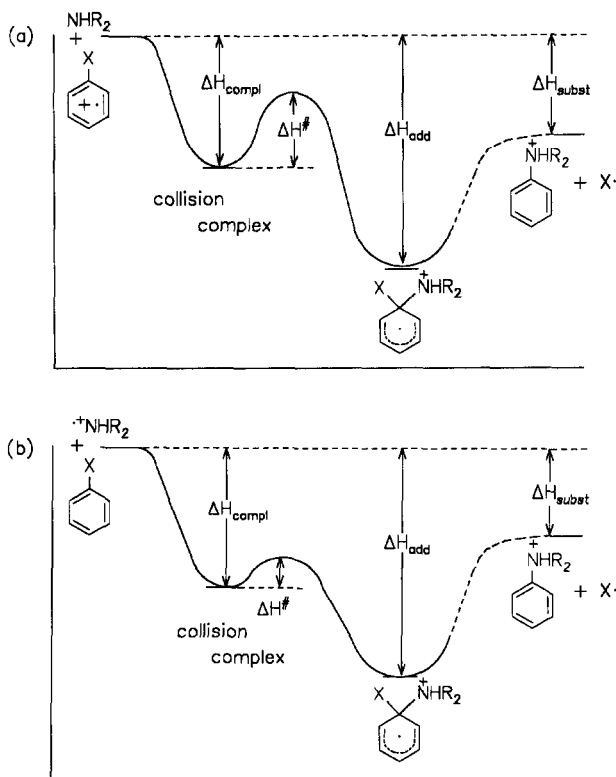 (a)
NHR2
+
X
+·
ΔHcompl
ΔH#
ΔHadd
ΔHsubst
collision
complex
+
NHR2
+ X·
X
+
NHR2
·
(b)
·+NHR2
+
X
ΔHcompl
ΔH#
ΔHadd
ΔHsubst
collision
complex
+
NHR2
+ X·
X
+
NHR2
·